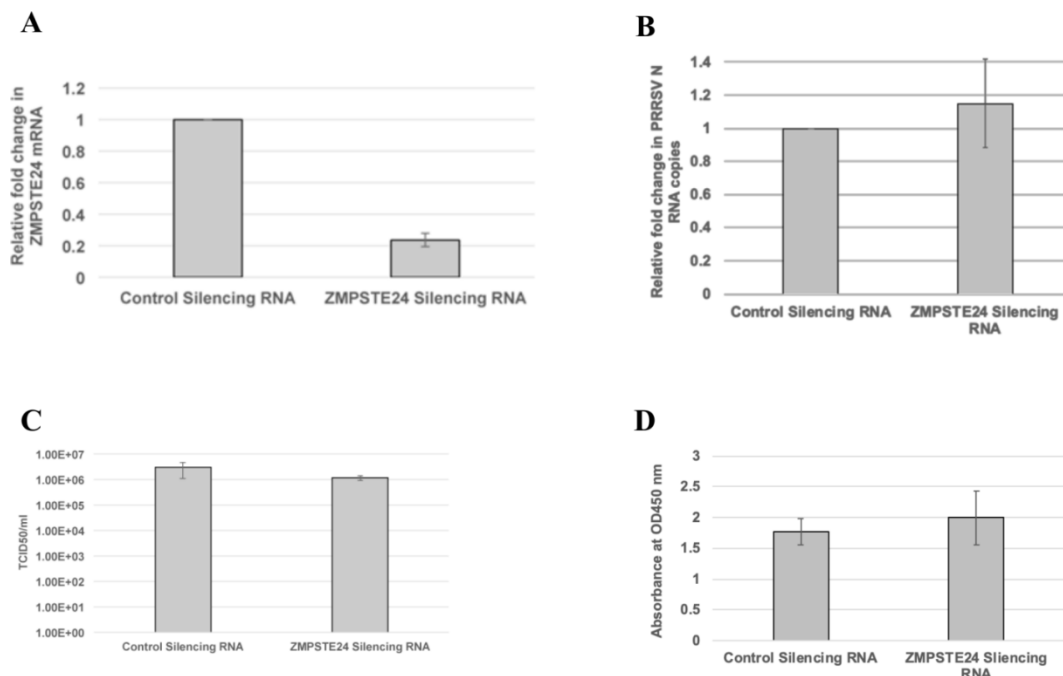 A
Relative fold change in
ZMPSTE24 mRNA
1.2
1
0.8
0.6
0.4
0.2
0
Control Silencing RNA
ZMPSTE24 Silencing RNA
B
Relative fold change in PRRSV N
RNA copies
1.4
1.2
1
0.8
0.6
0.4
0.2
0
Control Silencing RNA
ZMPSTE24 Silencing
RNA
C
TCID50/ml
1.00E+07
1.00E+06
1.00E+05
1.00E+04
1.00E+03
1.00E+02
1.00E+01
1.00E+00
Control Silencing RNA
ZMPSTE24 Silencing RNA
D
Absorbance at OD450 nm
3
2.5
2
1.5
1
0.5
0
Control Silencing RNA
ZMPSTE24 Sliencing
RNA